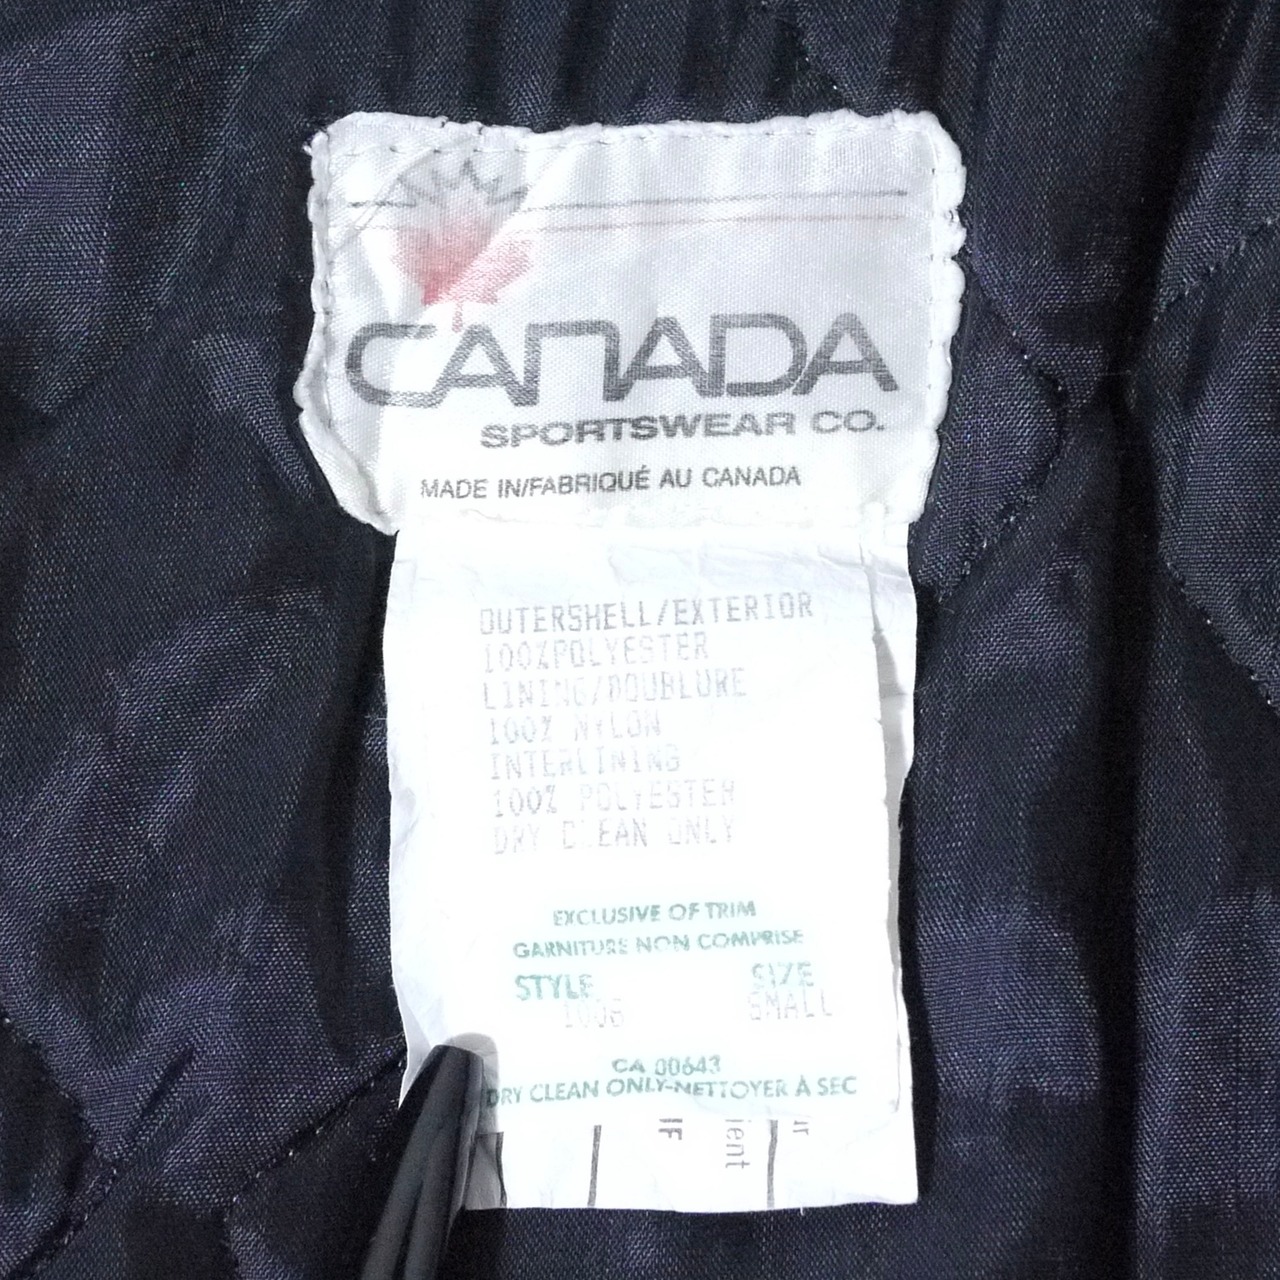 CANADA
SPORTSWEAR CO.
MADE IN/FABRIQUÉ AU CANADA
OUTERSHELL/EXTERIOR
100%POLYESTER
LINING/DOUBLURE
100% NYLON
INTERLINING
100% POLYESTER
DRY CLEAN ONLY
EXCLUSIVE OF TRIM
GARNITURE NON COMPRISE
STYLE SIZE
1008 SMALL
CA 00643
DRY CLEAN ONLY-NETTOYER À SEC